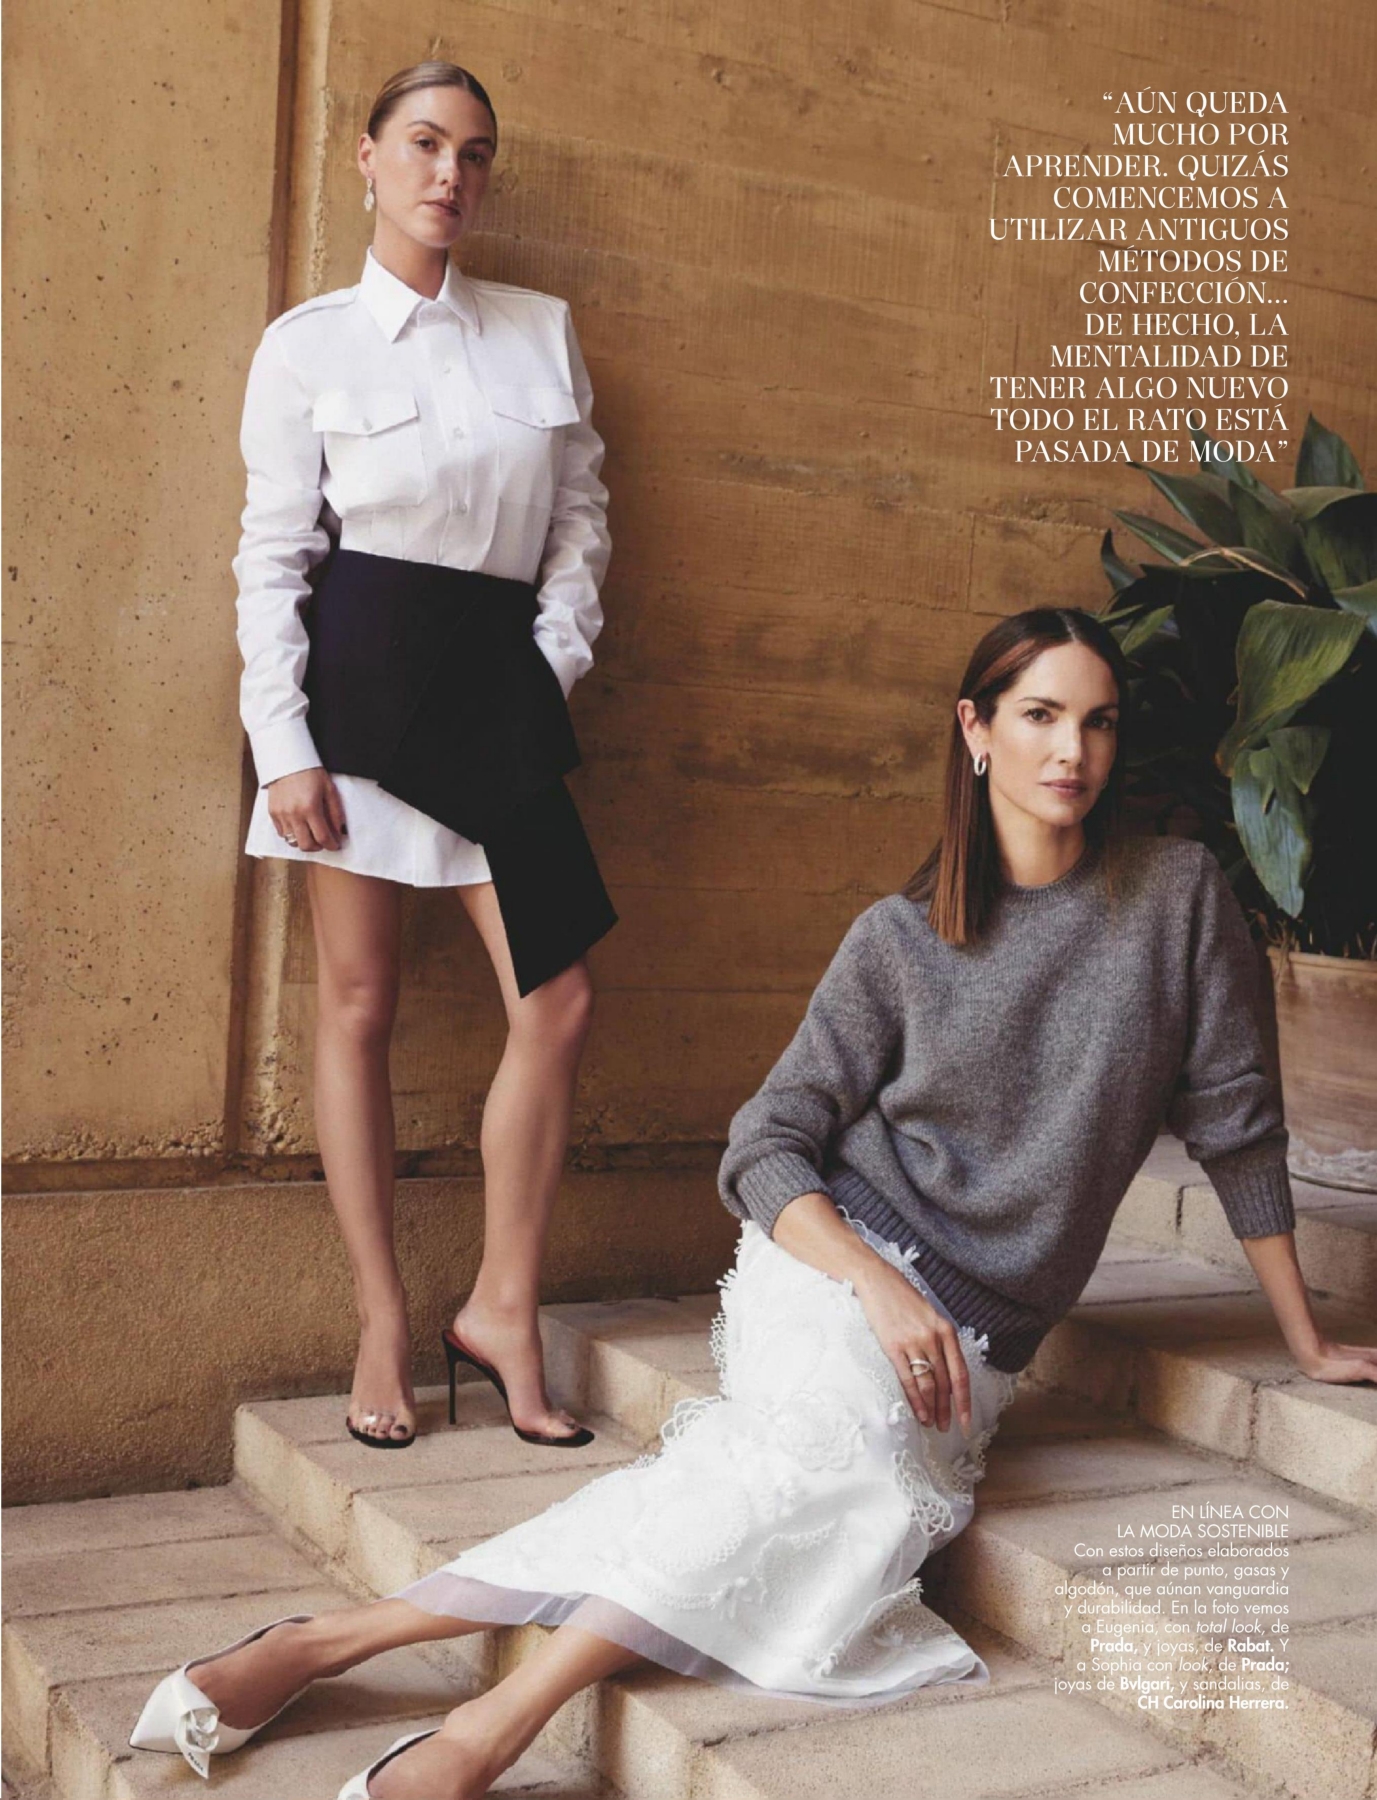 “AÚN QUEDA
MUCHO POR
APRENDER. QUIZÁS
COMENCEMOS A
UTILIZAR ANTIGUOS
MÉTODOS DE
CONFECCIÓN...
DE HECHO, LA
MENTALIDAD DE
TENER ALGO NUEVO
TODO EL RATO ESTÁ
PASADA DE MODA”
EN LÍNEA CON
LA MODA SOSTENIBLE
Con estos diseños elaborados
a partir de punto, gasas y
algodón, que aúnan vanguardia
y durabilidad. En la foto vemos
a Eugenia, con total look, de
Prada, y joyas, de Rabat. Y
a Sophia con look, de Prada;
joyas de Bvlgari, y sandalias, de
CH Carolina Herrera.